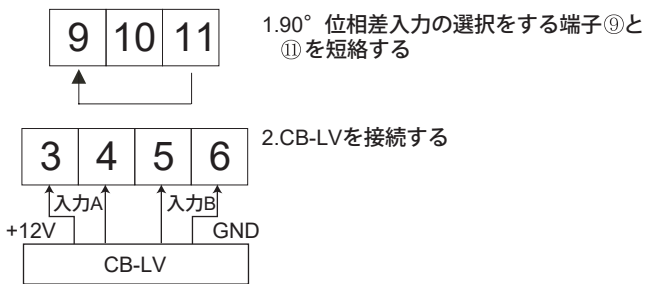 9 10 11
1.90°位相差入力の選択をする端子⑨と
⑪を短絡する
3 4 5 6
2.CB-LVを接続する
入力A 入力B
+12V GND
CB-LV